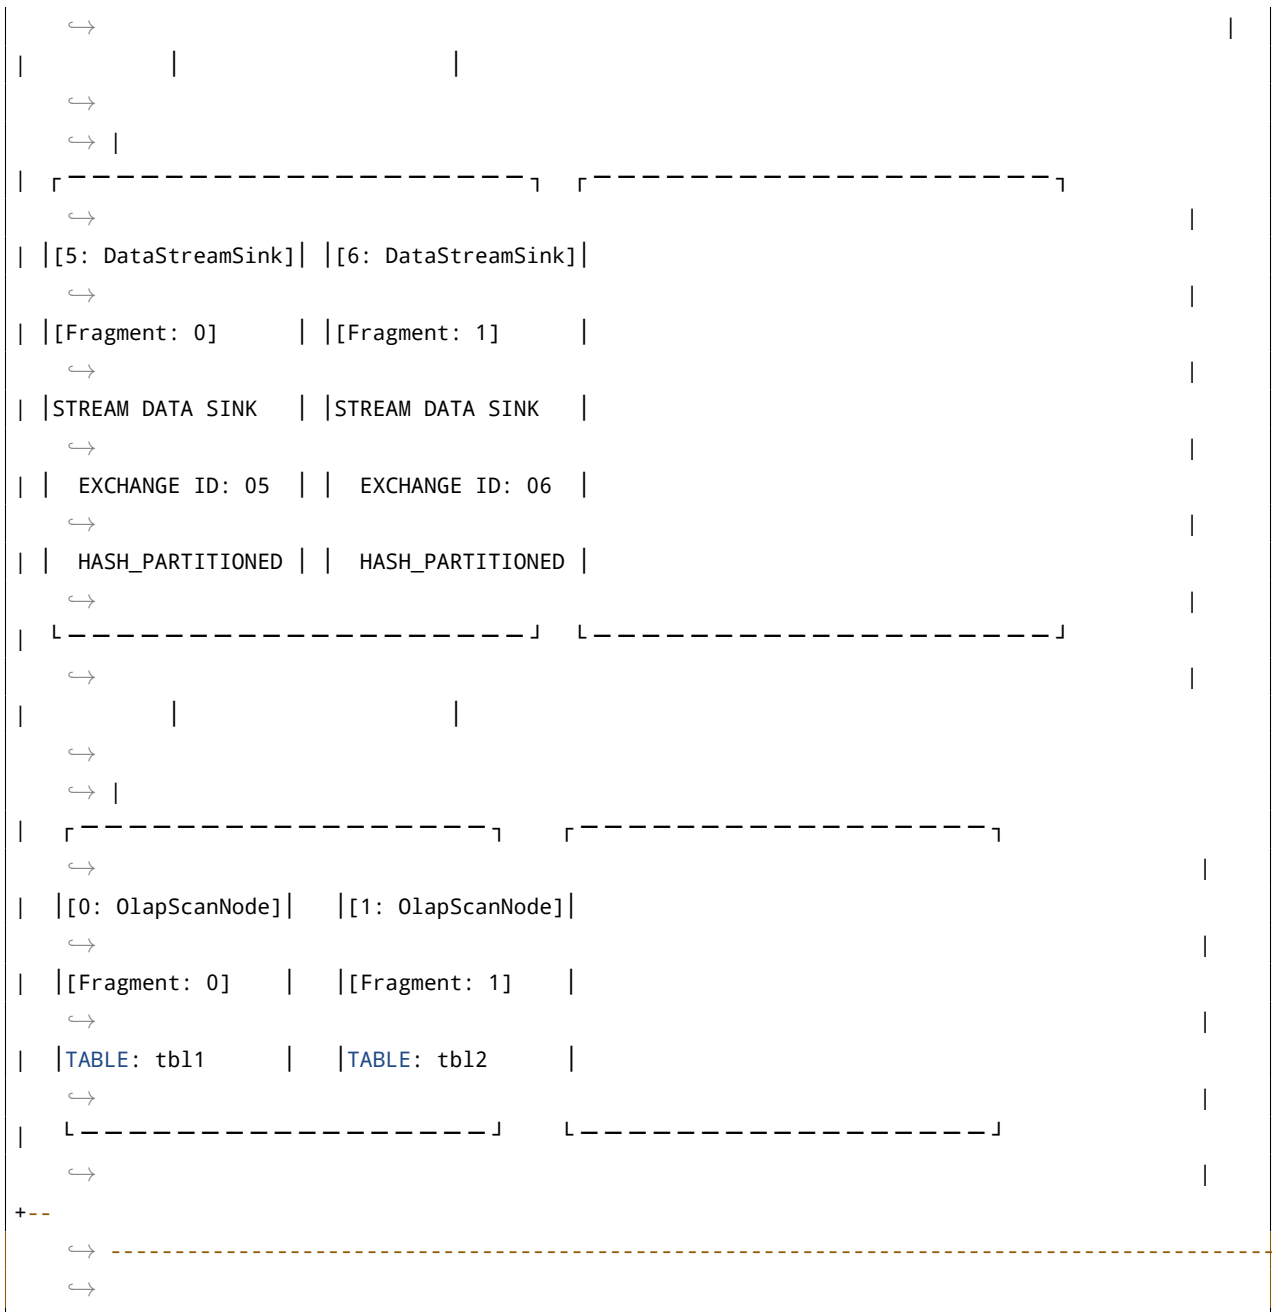 ↪ |
| | |
↪
↪ |
| ┌───────────────────┐ ┌───────────────────┐
↪ |
| │[5: DataStreamSink]│ │[6: DataStreamSink]│
↪ |
| │[Fragment: 0] │ │[Fragment: 1] │
↪ |
| │STREAM DATA SINK │ │STREAM DATA SINK │
↪ |
| │ EXCHANGE ID: 05 │ │ EXCHANGE ID: 06 │
↪ |
| │ HASH_PARTITIONED │ │ HASH_PARTITIONED │
↪ |
| └───────────────────┘ └───────────────────┘
↪ |
| │ │
↪
↪ |
| ┌─────────────────┐ ┌─────────────────┐
↪ |
| │[0: OlapScanNode]│ │[1: OlapScanNode]│
↪ |
| │[Fragment: 0] │ │[Fragment: 1] │
↪ |
| │TABLE: tbl1 │ │TABLE: tbl2 │
↪ |
| └─────────────────┘ └─────────────────┘
↪ |
+--
↪ ------------------------------------------------------------------------------------------
↪